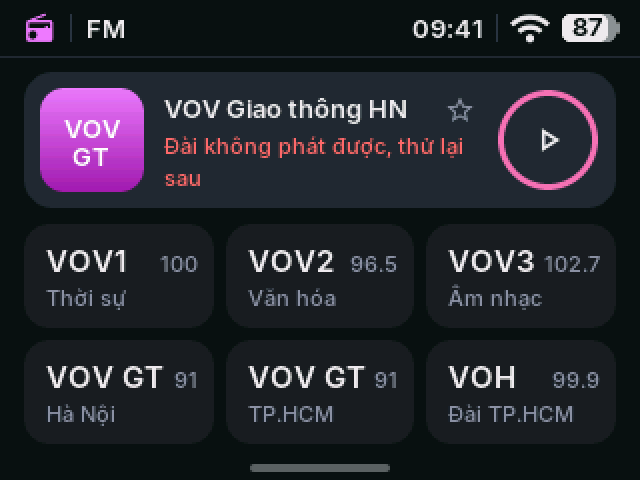 FM
09:41
87
VOV
GT
VOV Giao thông HN
Đài không phát được, thử lại
sau
VOV1 100
Thời sự
VOV2 96.5
Văn hóa
VOV3 102.7
Âm nhạc
VOV GT 91
Hà Nội
VOV GT 91
TP.HCM
VOH 99.9
Đài TP.HCM